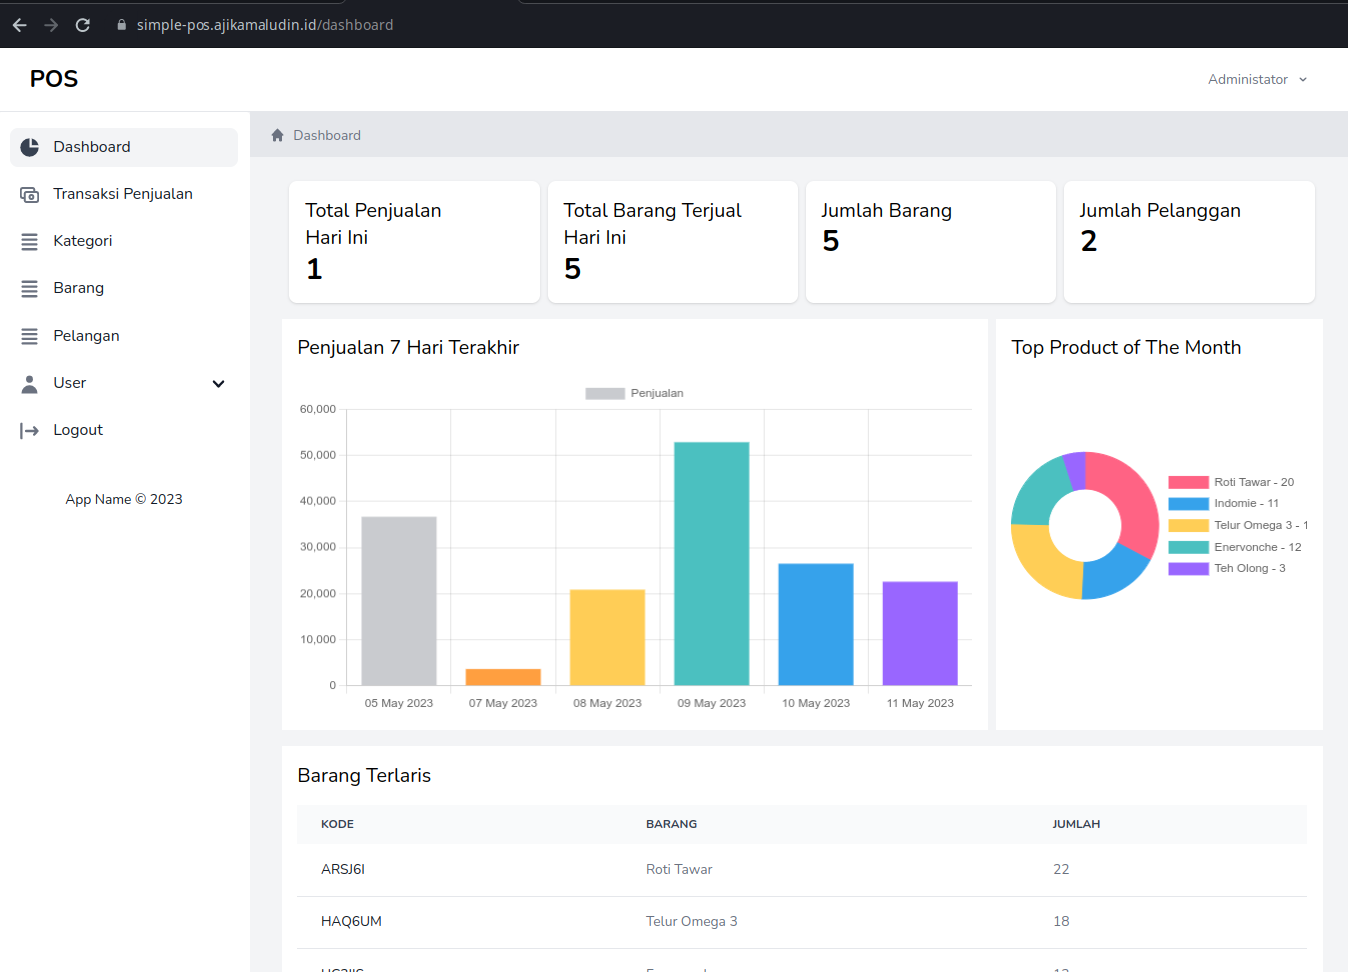 simple-pos.ajikamaludin.id/dashboard
POS
Administator
Dashboard
Transaksi Penjualan
Kategori
Barang
Pelangan
User
Logout
App Name © 2023
Dashboard
Total Penjualan
Hari Ini
1
Total Barang Terjual
Hari Ini
5
Jumlah Barang
5
Jumlah Pelanggan
2
Penjualan 7 Hari Terakhir
Penjualan
60,000
50,000
40,000
30,000
20,000
10,000
0
05 May 2023
07 May 2023
08 May 2023
09 May 2023
10 May 2023
11 May 2023
Top Product of The Month
Roti Tawar - 20
Indomie - 11
Telur Omega 3 - 1
Enervonche - 12
Teh Olong - 3
Barang Terlaris
KODE BARANG JUMLAH
ARSJ6I Roti Tawar 22
HAQ6UM Telur Omega 3 18